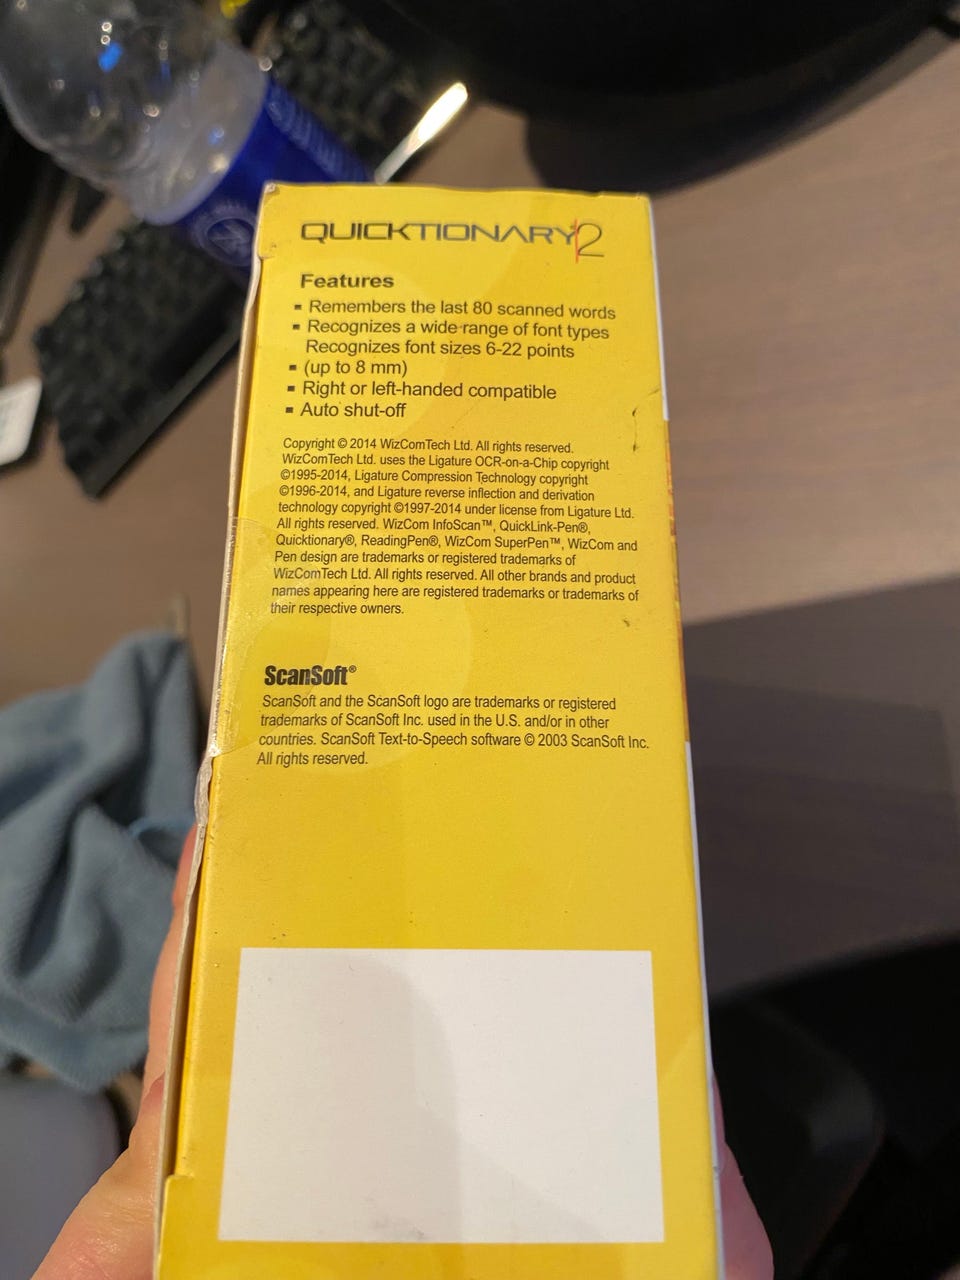 QUICKTIONARY 2
Features
▪ Remembers the last 80 scanned words
▪ Recognizes a wide range of font types
Recognizes font sizes 6-22 points
▪ (up to 8 mm)
▪ Right or left-handed compatible
▪ Auto shut-off
Copyright © 2014 WizComTech Ltd. All rights reserved.
WizComTech Ltd. uses the Ligature OCR-on-a-Chip copyright
©1995-2014, Ligature Compression Technology copyright
©1996-2014, and Ligature reverse inflection and derivation
technology copyright ©1997-2014 under license from Ligature Ltd.
All rights reserved. WizCom InfoScan™, QuickLink-Pen®,
Quicktionary®, ReadingPen®, WizCom SuperPen™, WizCom and
Pen design are trademarks or registered trademarks of
WizComTech Ltd. All rights reserved. All other brands and product
names appearing here are registered trademarks or trademarks of
their respective owners.
ScanSoft®
ScanSoft and the ScanSoft logo are trademarks or registered
trademarks of ScanSoft Inc. used in the U.S. and/or in other
countries. ScanSoft Text-to-Speech software © 2003 ScanSoft Inc.
All rights reserved.